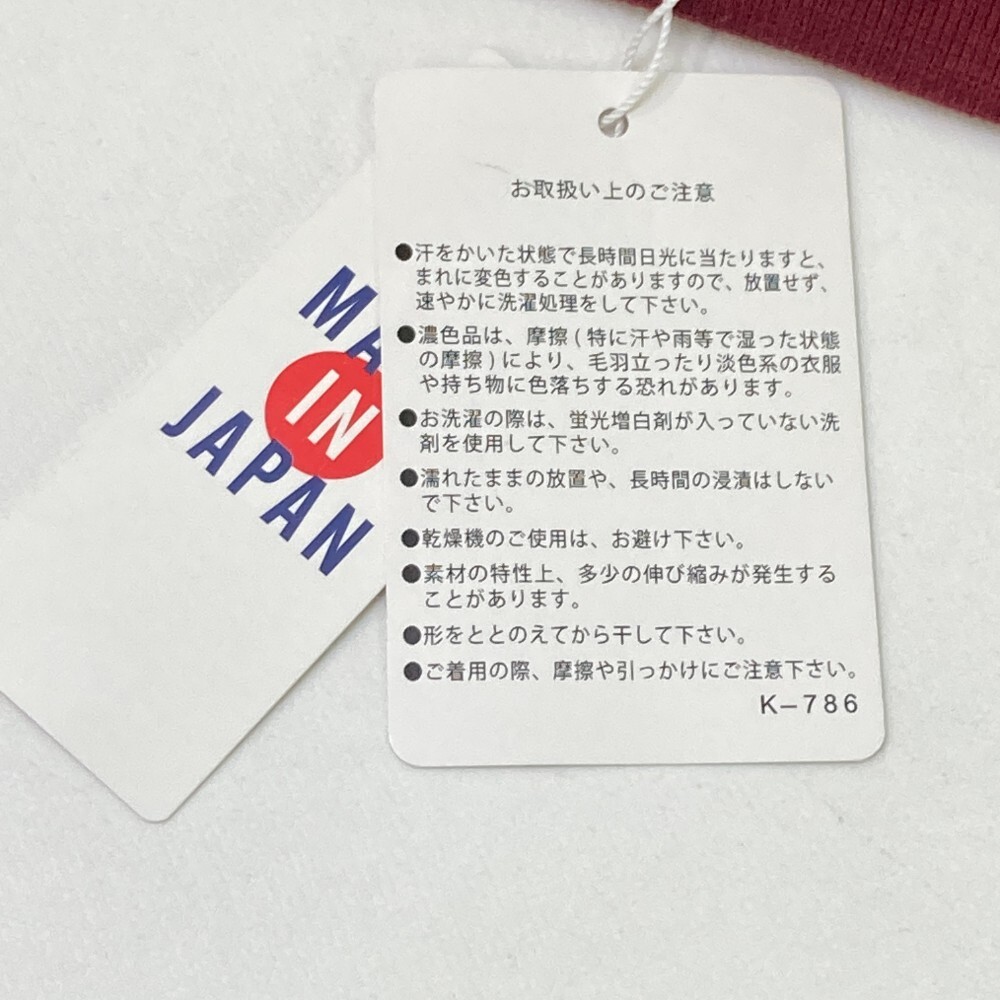 MA
IN
JAPAN
お取扱い上のご注意
●汗をかいた状態で長時間日光に当たりますと、
まれに変色することがありますので、放置せず、
速やかに洗濯処理をして下さい。
●濃色品は、摩擦(特に汗や雨等で湿った状態
の摩擦)により、毛羽立ったり淡色系の衣服
や持ち物に色落ちする恐れがあります。
●お洗濯の際は、蛍光増白剤が入っていない洗
剤を使用して下さい。
●濡れたままの放置や、長時間の浸漬はしない
で下さい。
●乾燥機のご使用は、お避け下さい。
●素材の特性上、多少の伸び縮みが発生する
ことがあります。
●形をととのえてから干して下さい。
●ご着用の際、摩擦や引っかけにご注意下さい。
K-786